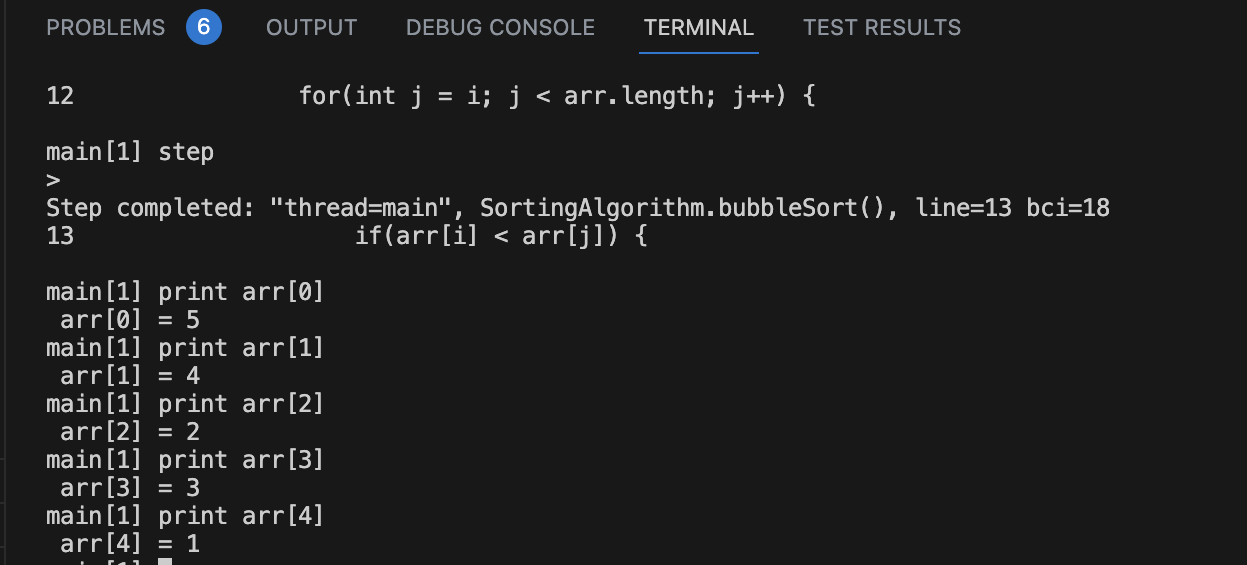 PROBLEMS 6 OUTPUT DEBUG CONSOLE TERMINAL TEST RESULTS
12 for(int j = i; j < arr.length; j++) {
main[1] step
>
Step completed: "thread=main", SortingAlgorithm.bubbleSort(), line=13 bci=18
13 if(arr[i] < arr[j]) {
main[1] print arr[0]
arr[0] = 5
main[1] print arr[1]
arr[1] = 4
main[1] print arr[2]
arr[2] = 2
main[1] print arr[3]
arr[3] = 3
main[1] print arr[4]
arr[4] = 1